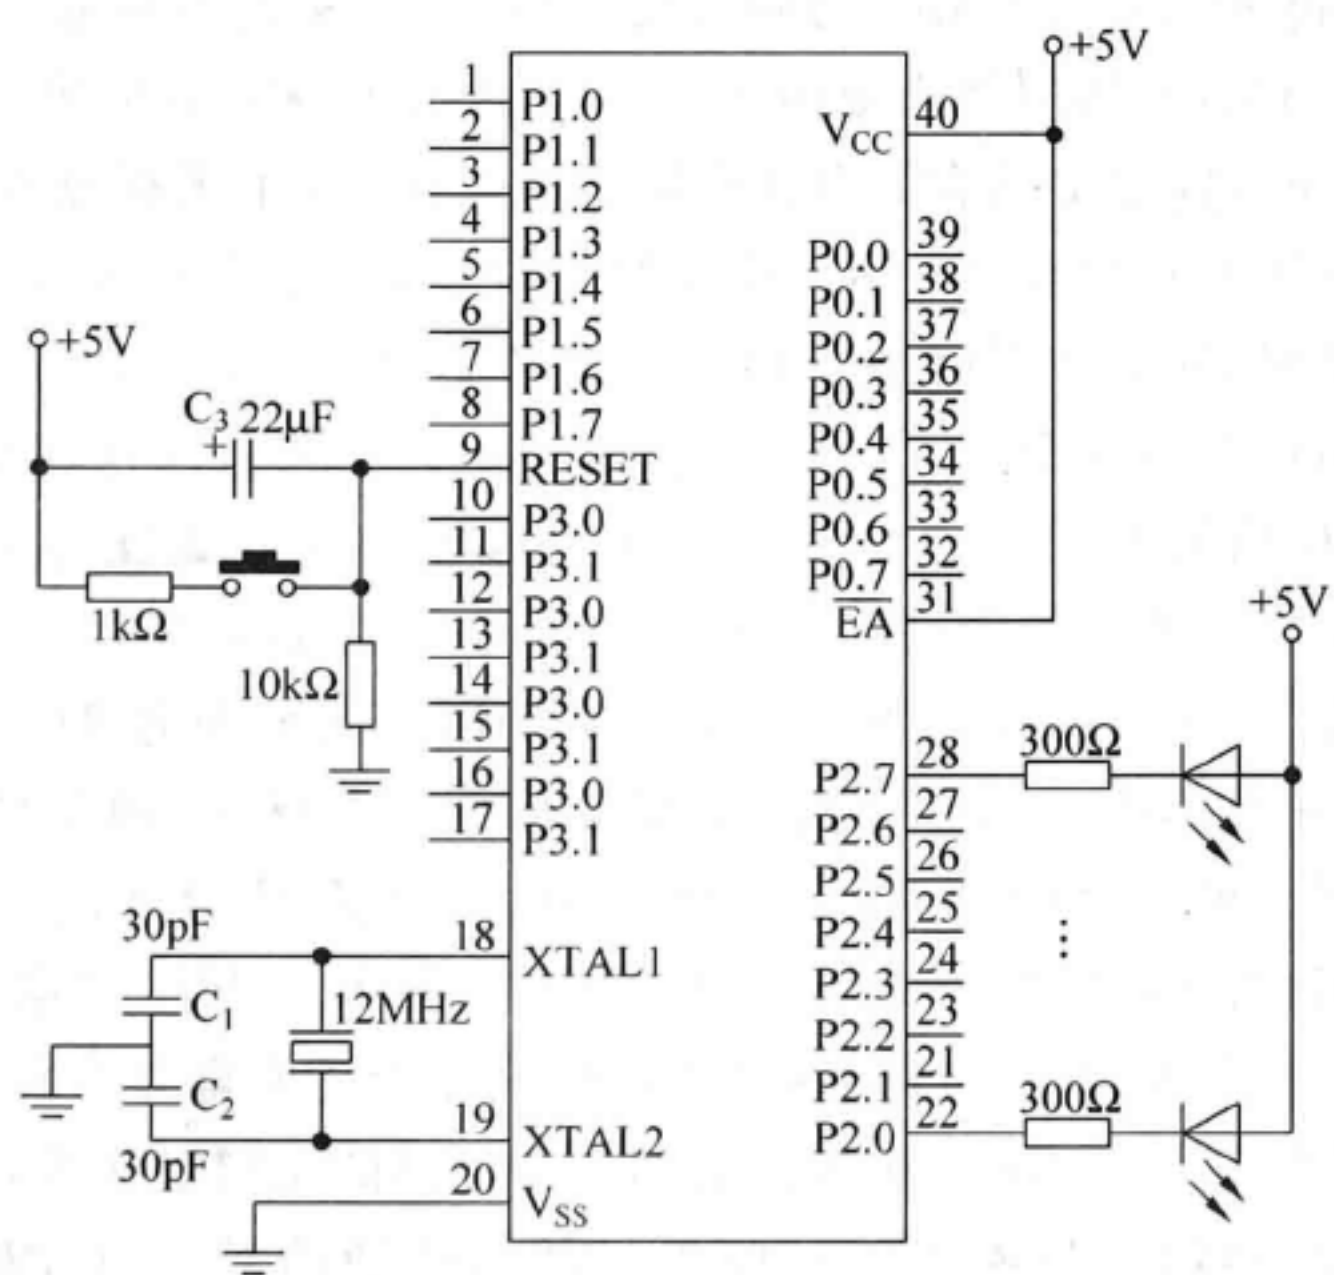 +5V
1
P1.0
2
P1.1
3
P1.2
4
P1.3
5
P1.4
6
P1.5
7
P1.6
8
P1.7
9
RESET
10
P3.0
11
P3.1
12
P3.0
13
P3.1
14
P3.0
15
P3.1
16
P3.0
17
P3.1
18
XTAL1
19
XTAL2
20
VSS
+5V
C3 22μF
+
1kΩ
10kΩ
30pF
C1
12MHz
C2
30pF
VCC
40
P0.0
39
P0.1
38
P0.2
37
P0.3
36
P0.4
35
P0.5
34
P0.6
33
P0.7
32
EA
31
+5V
P2.7
28
300Ω
P2.6
27
P2.5
26
P2.4
25
P2.3
24
P2.2
23
P2.1
21
P2.0
22
300Ω
⋮